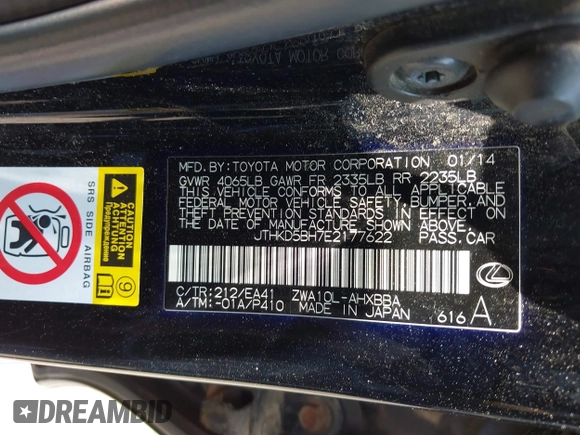 MFD.BY:TOYOTA MOTOR CORPORATION 01/14
GVWR 4065LB GAWR FR 2335LB RR 2235LB
THIS VEHICLE CONFORMS TO ALL APPLICABLE
FEDERAL MOTOR VEHICLE SAFETY, BUMPER, AND
THEFT PREVENTION STANDARDS IN EFFECT ON
THE DATE OF MANUFACTURE SHOWN ABOVE.
JTHKD5BH7E2177622 PASS.CAR
C/TR:212/EA41 ZWA10L-AHXBBA
A/TM:-01A/P410 MADE IN JAPAN 616 A
SRS SIDE AIRBAG
CAUTION
ATTENTION
ACHTUNG
Предупреждение
9
DREAMBID